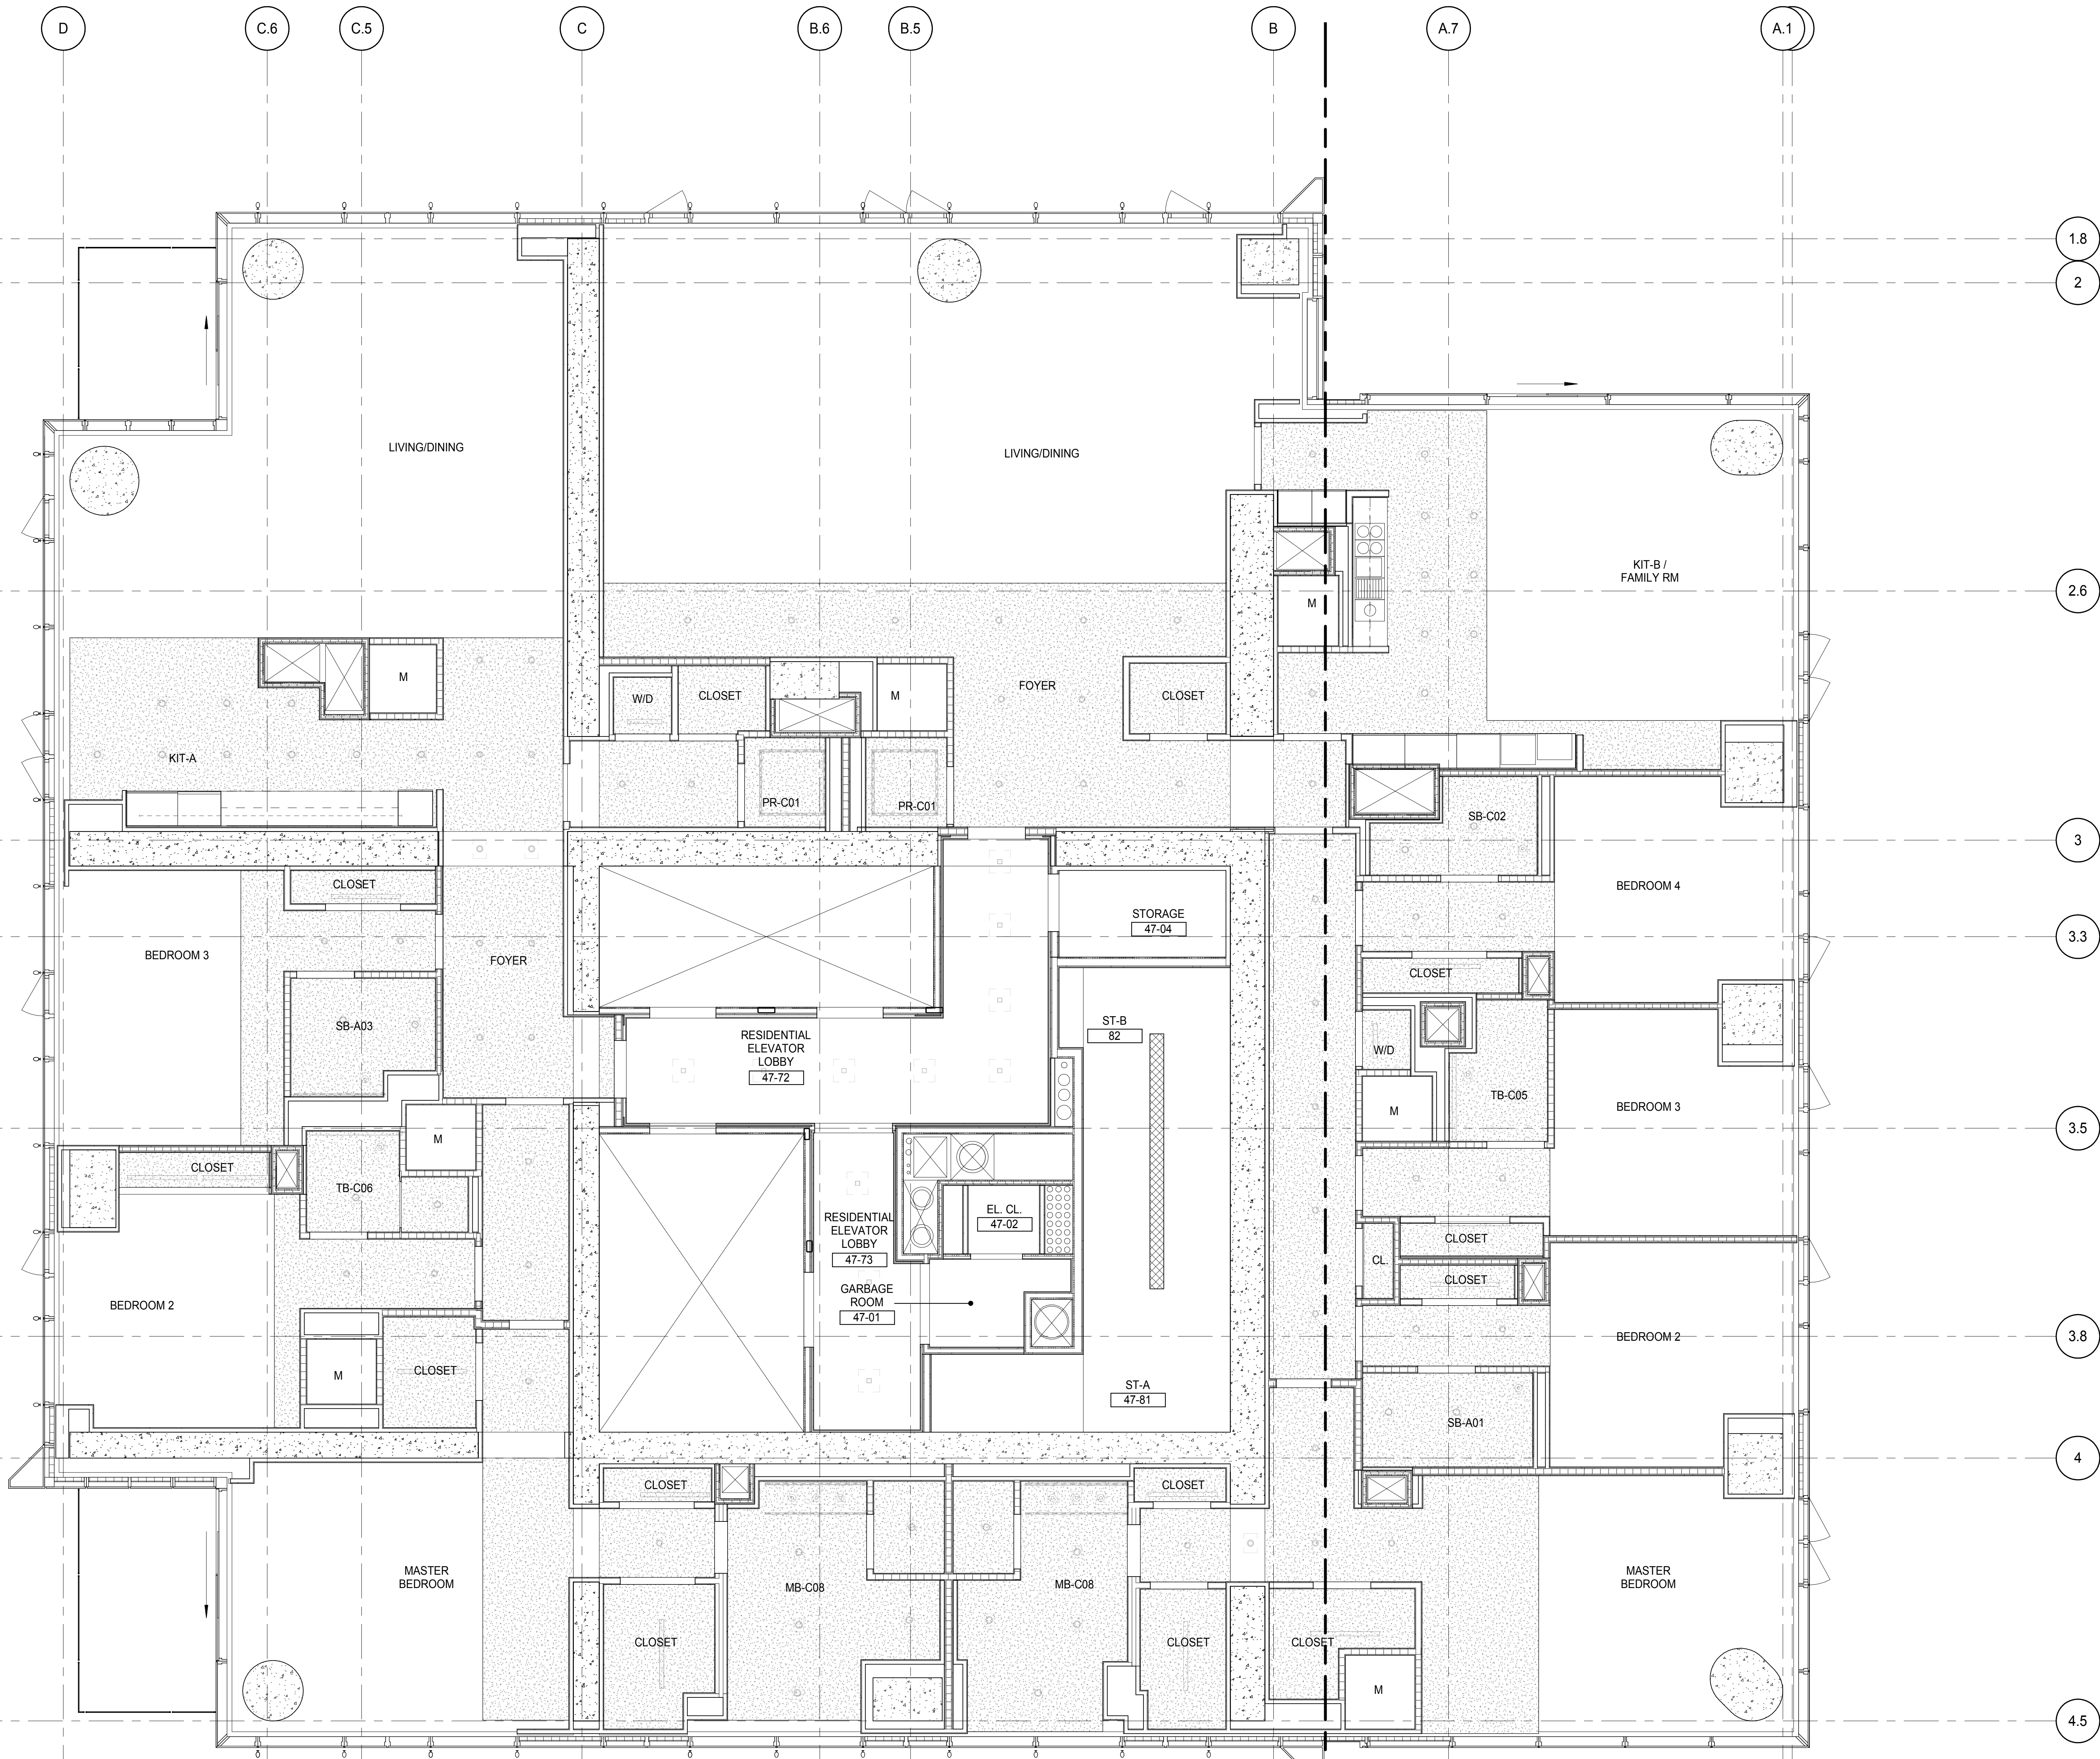 D
C.6
C.5
C
B.6
B.5
B
A.7
A.1
1.8
2
LIVING/DINING
LIVING/DINING
KIT-B /
FAMILY RM
2.6
M
M
W/D
CLOSET
M
FOYER
CLOSET
KIT-A
PR-C01
PR-C01
SB-C02
3
CLOSET
BEDROOM 4
STORAGE
47-04
3.3
BEDROOM 3
FOYER
CLOSET
SB-A03
ST-B
82
RESIDENTIAL
ELEVATOR
LOBBY
47-72
W/D
TB-C05
M
BEDROOM 3
3.5
M
CLOSET
TB-C06
RESIDENTIAL
ELEVATOR
LOBBY
47-73
EL. CL.
47-02
CLOSET
CL.
CLOSET
GARBAGE
ROOM
47-01
BEDROOM 2
BEDROOM 2
3.8
M
CLOSET
ST-A
47-81
SB-A01
4
CLOSET
CLOSET
MASTER
BEDROOM
MB-C08
MB-C08
MASTER
BEDROOM
CLOSET
CLOSET
CLOSET
M
4.5